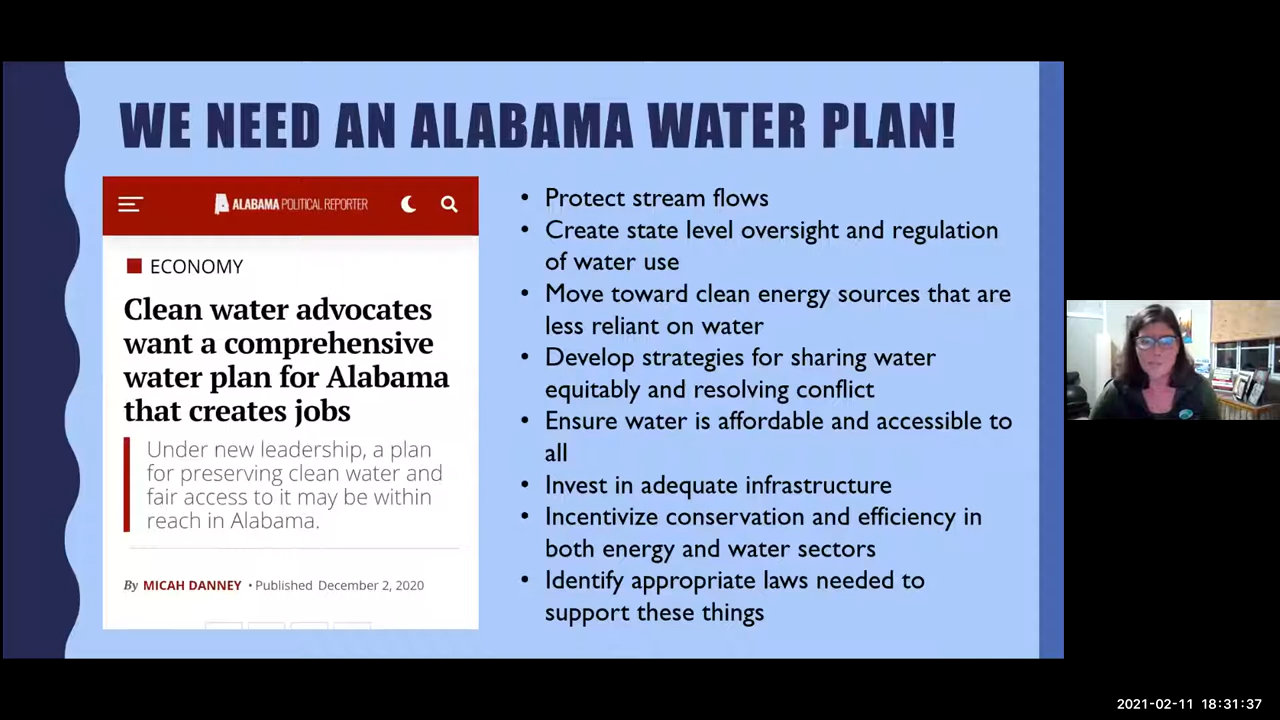 WE NEED AN ALABAMA WATER PLAN!
ALABAMA POLITICAL REPORTER
ECONOMY
Clean water advocates
want a comprehensive
water plan for Alabama
that creates jobs
Under new leadership, a plan
for preserving clean water and
fair access to it may be within
reach in Alabama.
By MICAH DANNEY • Published December 2, 2020
• Protect stream flows
• Create state level oversight and regulation
of water use
• Move toward clean energy sources that are
less reliant on water
• Develop strategies for sharing water
equitably and resolving conflict
• Ensure water is affordable and accessible to
all
• Invest in adequate infrastructure
• Incentivize conservation and efficiency in
both energy and water sectors
• Identify appropriate laws needed to
support these things
2021-02-11 18:31:37